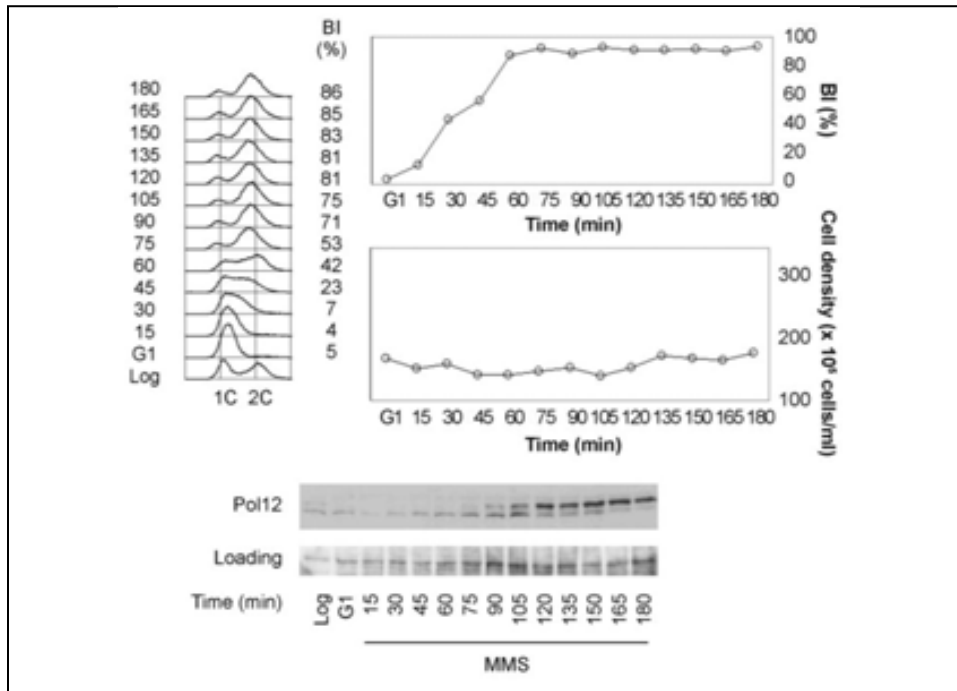 BI
(%)
180 86
165 85
150 83
135 81
120 81
105 75
90 71
75 53
60 42
45 23
30 7
15 4
G1 5
Log
1C 2C
100
80
60
40
20
0
BI (%)
G1 15 30 45 60 75 90 105 120 135 150 165 180
Time (min)
300
200
100
Cell density (x cells/ml)
G1 15 30 45 60 75 90 105 120 135 150 165 180
Time (min)
Pol12
Loading
Time (min) Log G1 15 30 45 60 75 90 105 120 135 150 165 180
MMS